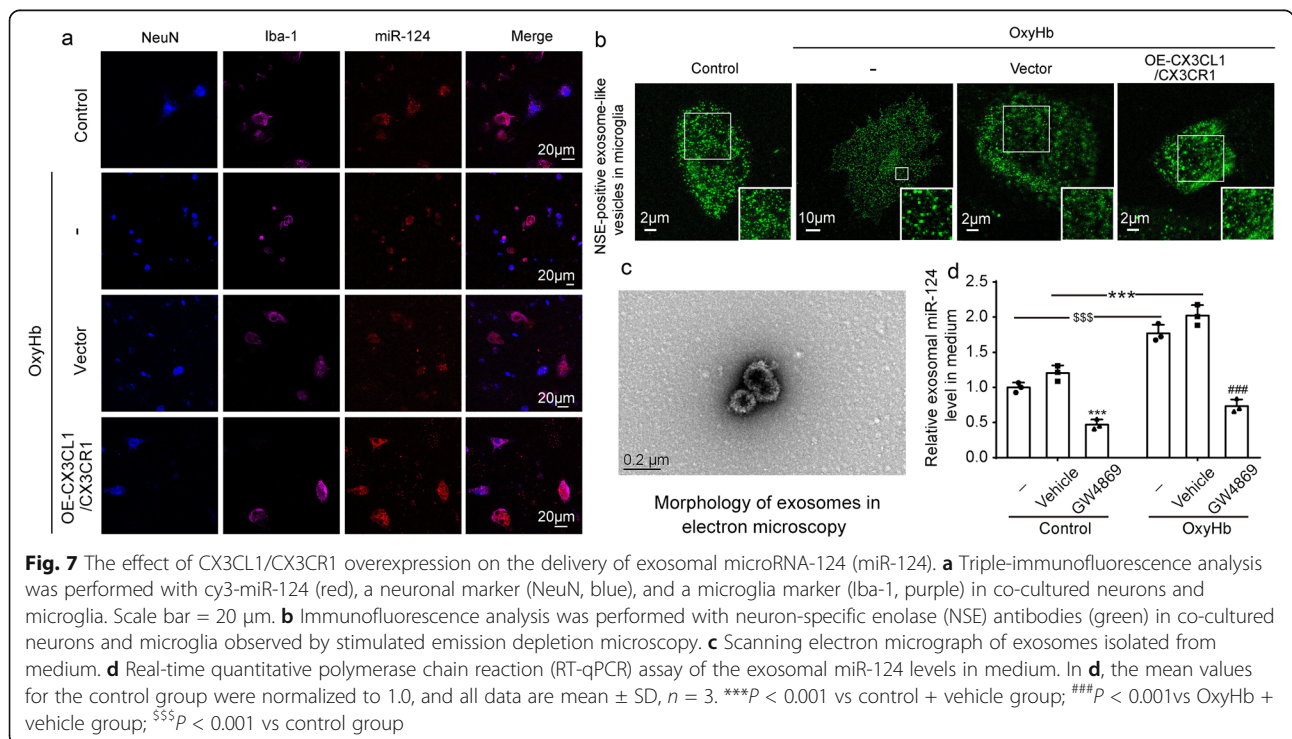 a
NeuN Iba-1 miR-124 Merge
Control
20μm
OxyHb
-
20μm
Vector
20μm
OE-CX3CL1
/CX3CR1
20μm
b
OxyHb
Control - Vector OE-CX3CL1
/CX3CR1
NSE-positive exosome-like
vesicles in microglia
2μm 10μm 2μm 2μm
c
0.2 μm
Morphology of exosomes in
electron microscopy
d
Relative exosomal miR-124
level in medium
2.5
2.0
1.5
1.0
0.5
0.0
***
$$$
***
###
- Vehicle GW4869 - Vehicle GW4869
Control OxyHb
Fig. 7 The effect of CX3CL1/CX3CR1 overexpression on the delivery of exosomal microRNA-124 (miR-124). a Triple-immunofluorescence analysis
was performed with cy3-miR-124 (red), a neuronal marker (NeuN, blue), and a microglia marker (Iba-1, purple) in co-cultured neurons and
microglia. Scale bar = 20 μm. b Immunofluorescence analysis was performed with neuron-specific enolase (NSE) antibodies (green) in co-cultured
neurons and microglia observed by stimulated emission depletion microscopy. c Scanning electron micrograph of exosomes isolated from
medium. d Real-time quantitative polymerase chain reaction (RT-qPCR) assay of the exosomal miR-124 levels in medium. In d, the mean values
for the control group were normalized to 1.0, and all data are mean ± SD, n = 3. ***P < 0.001 vs control + vehicle group; ###P < 0.001vs OxyHb +
vehicle group; $$$P < 0.001 vs control group